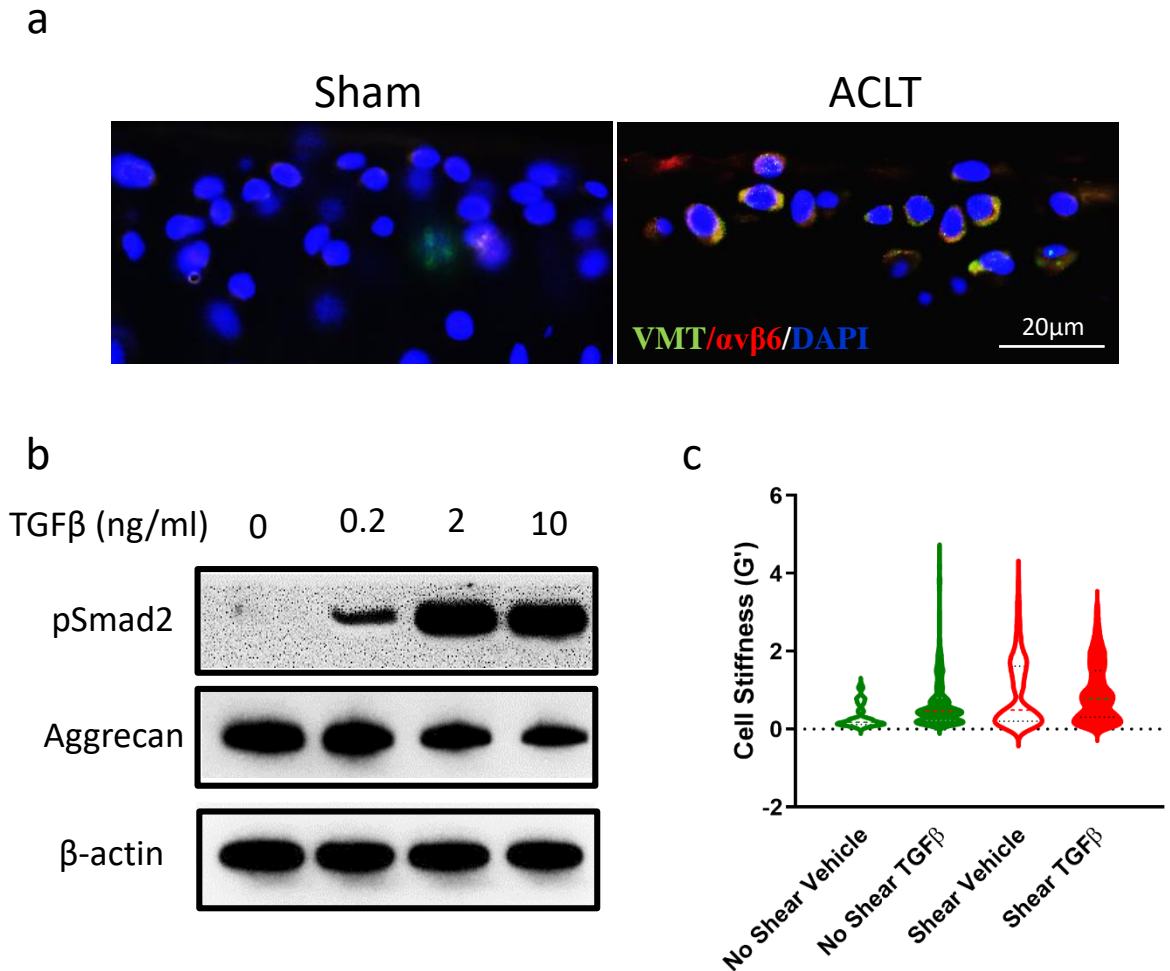 a
Sham
ACLT
VMT/αvβ6/DAPI
20μm
b
TGFβ (ng/ml) 0 0.2 2 10
pSmad2
Aggrecan
β-actin
c
Cell Stiffness (G')
6
4
2
0
-2
No Shear Vehicle
No Shear TGFβ
Shear Vehicle
Shear TGFβ